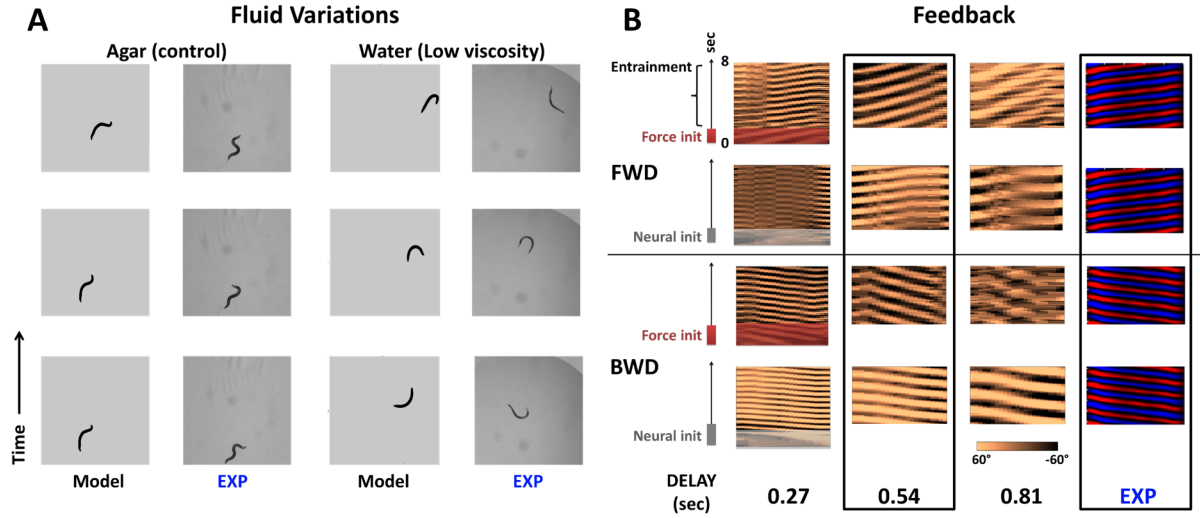 A
Fluid Variations
Agar (control)
Water (Low viscosity)
Time
Model
EXP
Model
EXP
B
Feedback
sec
8
Entrainment
Force init
0
FWD
Neural init
Force init
BWD
Neural init
60°
-60°
DELAY
(sec)
0.27
0.54
0.81
EXP